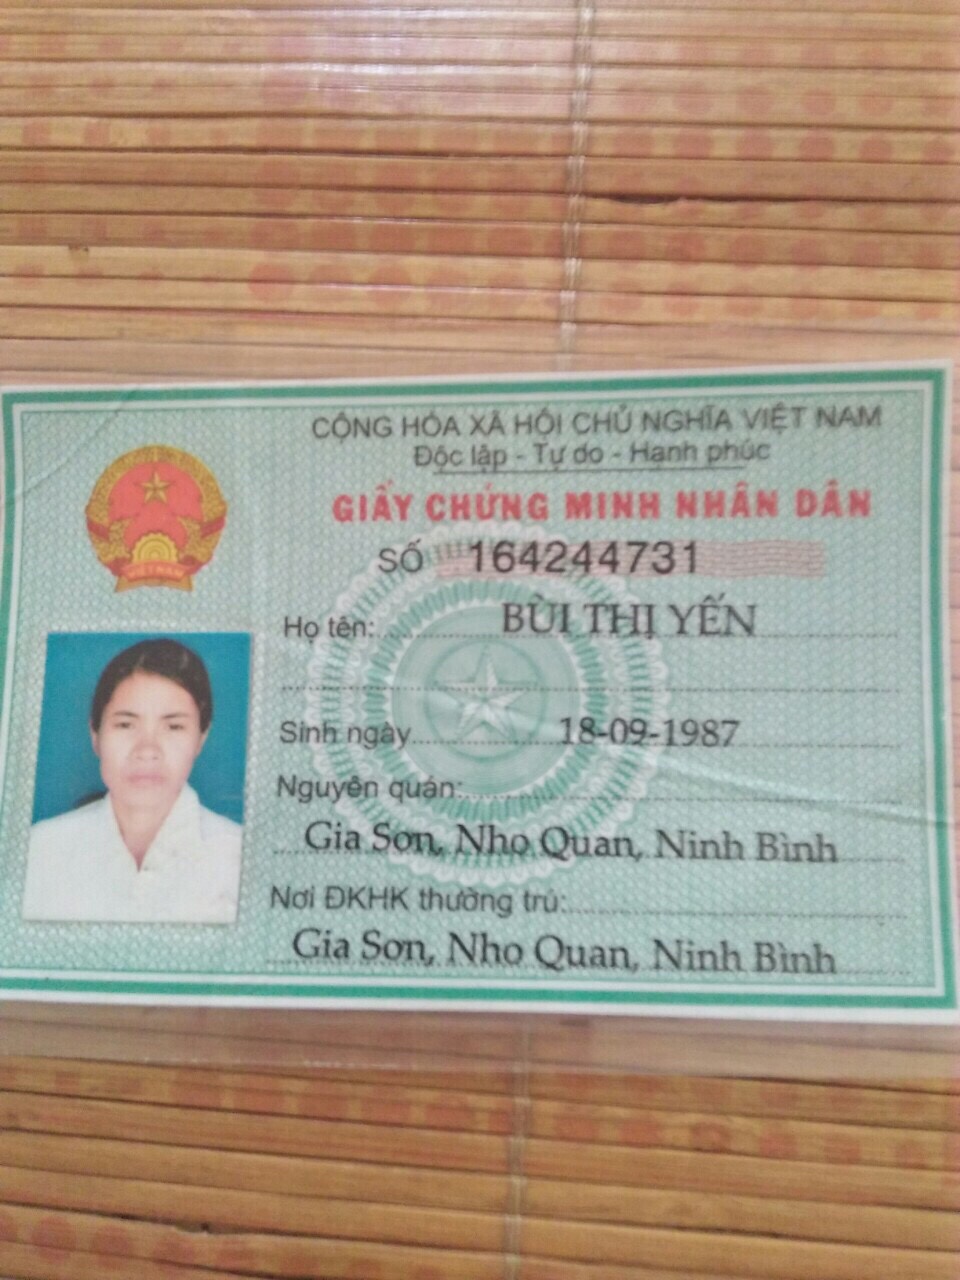 CỘNG HÒA XÃ HỘI CHỦ NGHĨA VIỆT NAM
Độc lập - Tự do - Hạnh phúc
GIẤY CHỨNG MINH NHÂN DÂN
SỐ 164244731
Họ tên: BÙI THỊ YẾN
Sinh ngày 18-09-1987
Nguyên quán:
Gia Sơn, Nho Quan, Ninh Bình
Nơi ĐKHK thường trú:
Gia Sơn, Nho Quan, Ninh Bình